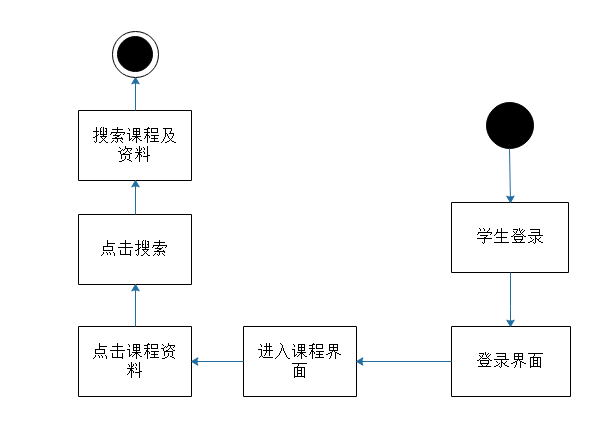 搜索课程及
资料
学生登录
点击搜索
点击课程资
料
进入课程界
面
登录界面